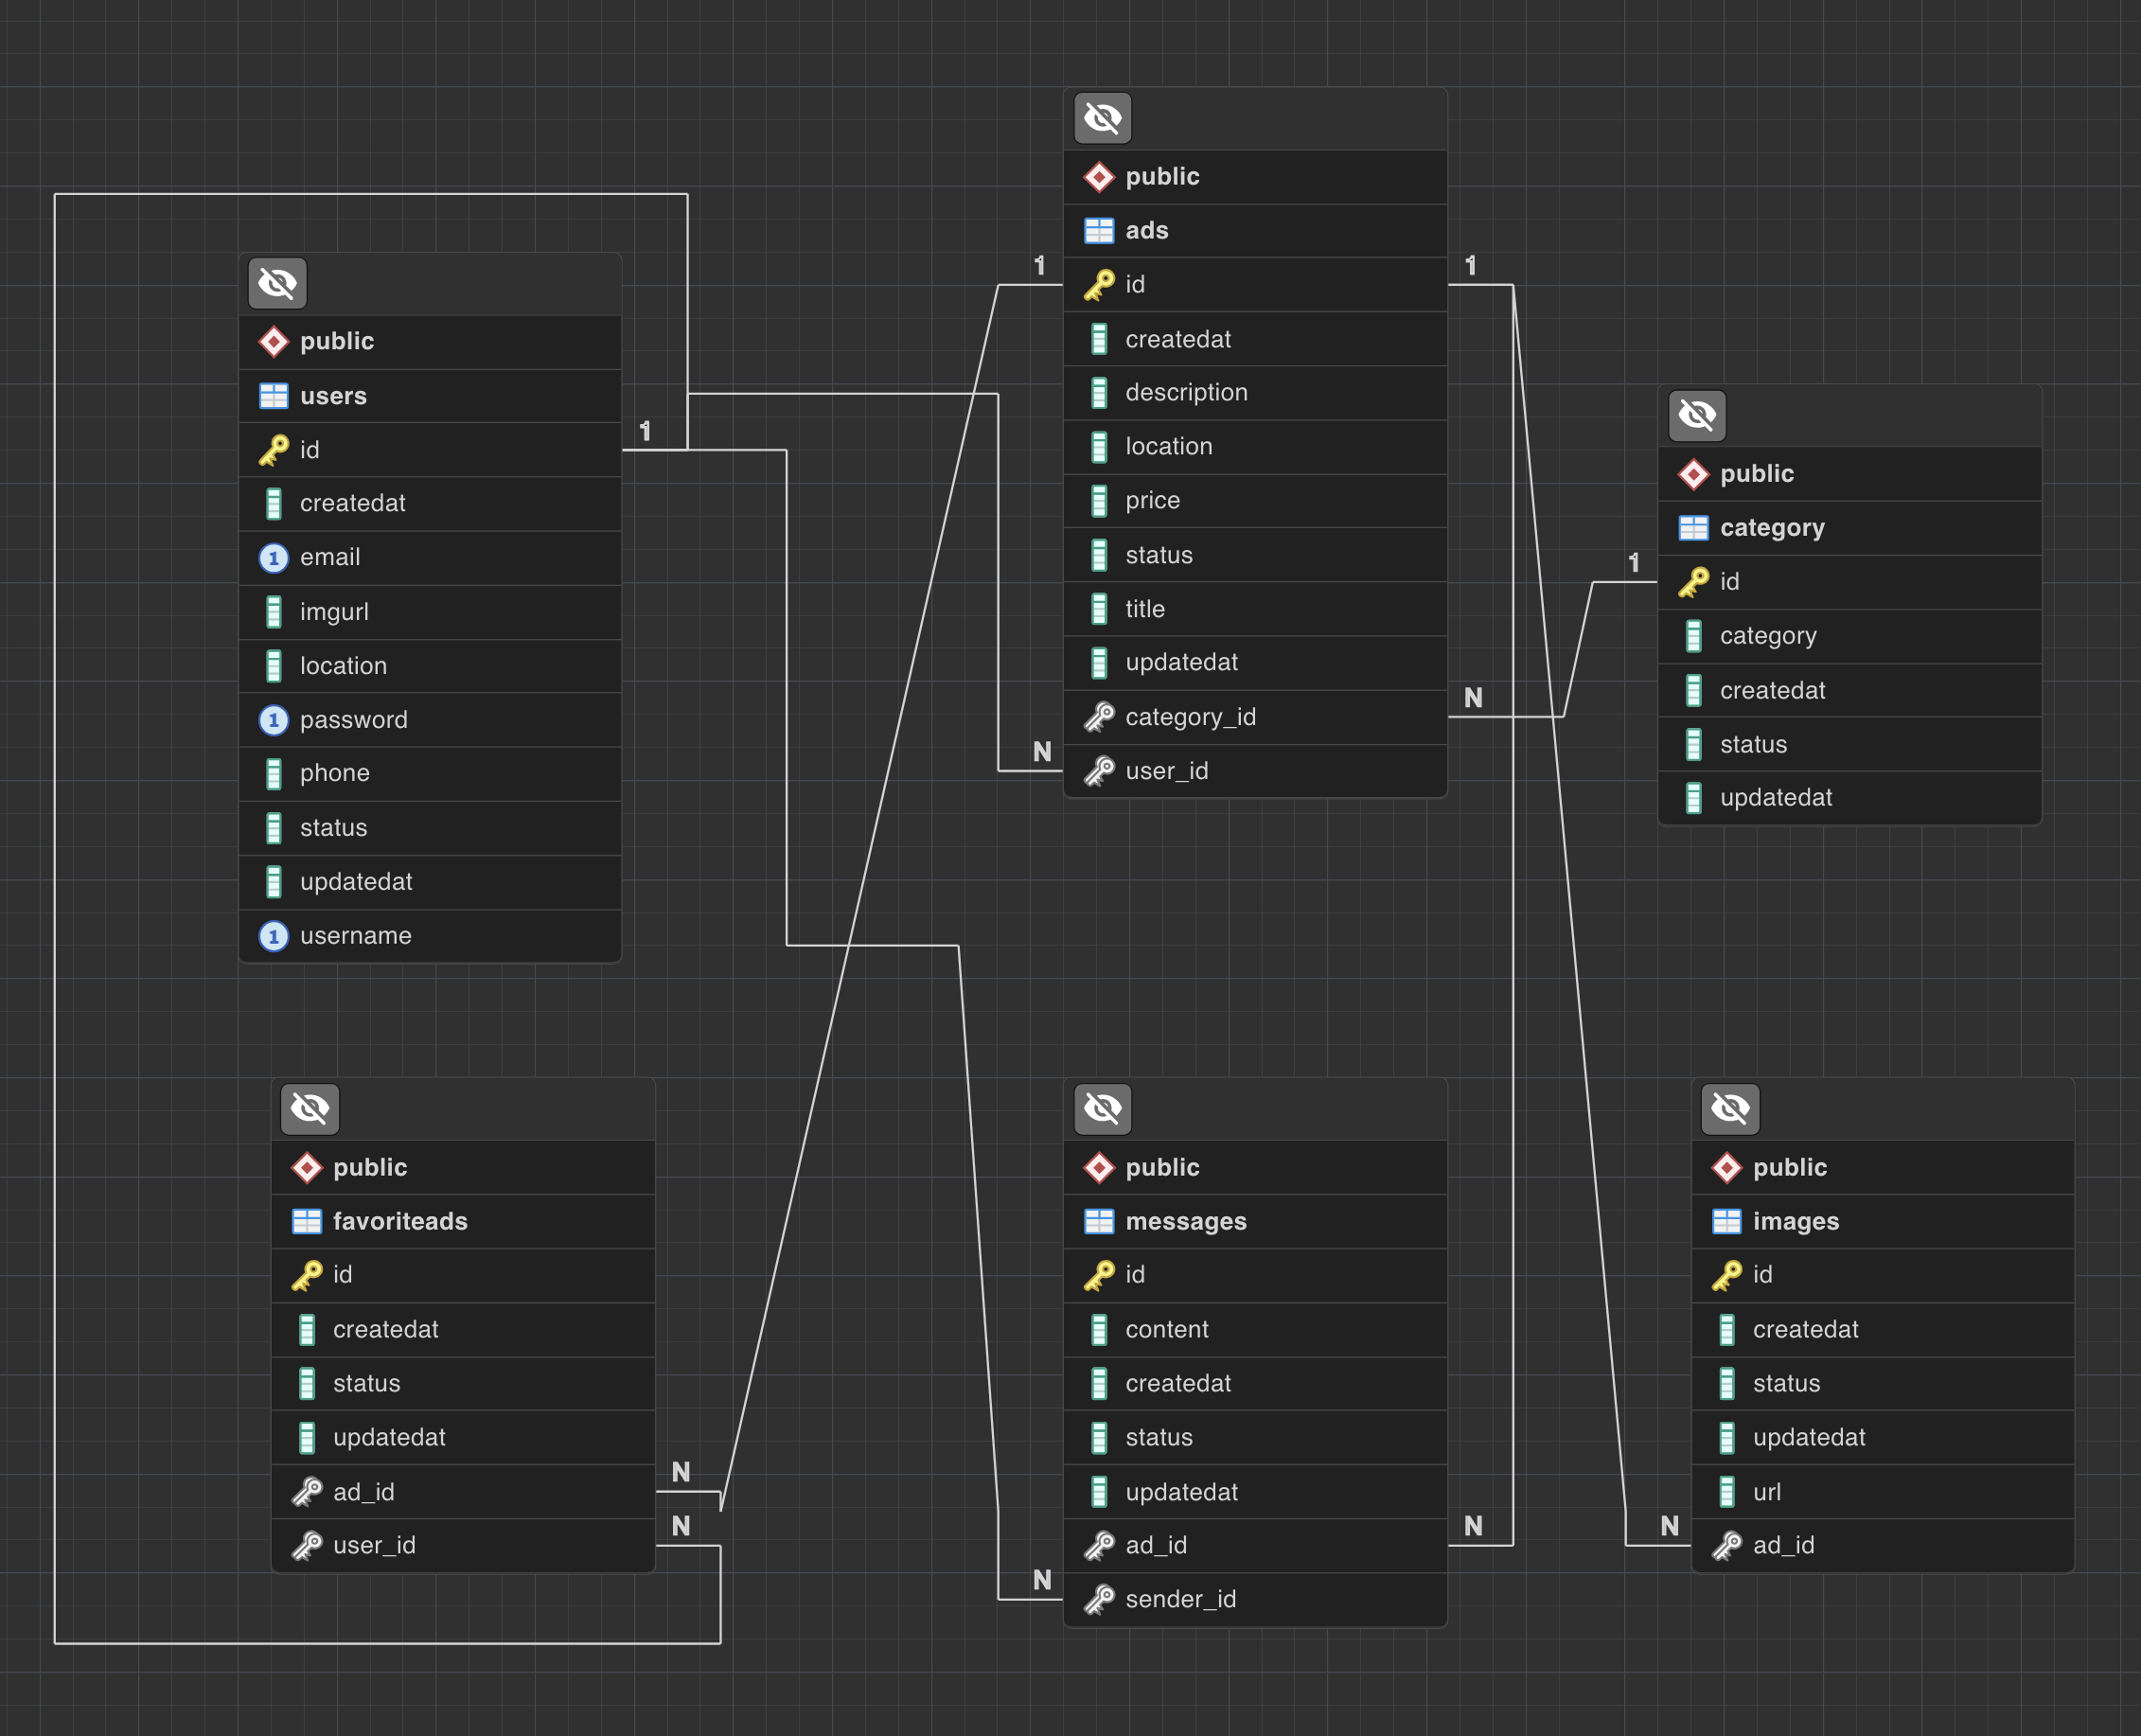 public
ads
1
id
1
createdat
description
location
price
status
title
updatedat
N
category_id
N
user_id
public
users
1
id
createdat
1 email
imgurl
location
1 password
phone
status
updatedat
1 username
public
category
1
id
category
createdat
status
updatedat
public
favoriteads
id
createdat
status
updatedat
N
ad_id
N
user_id
public
messages
id
content
createdat
status
updatedat
N
ad_id
N
sender_id
public
images
id
createdat
status
updatedat
url
N
ad_id